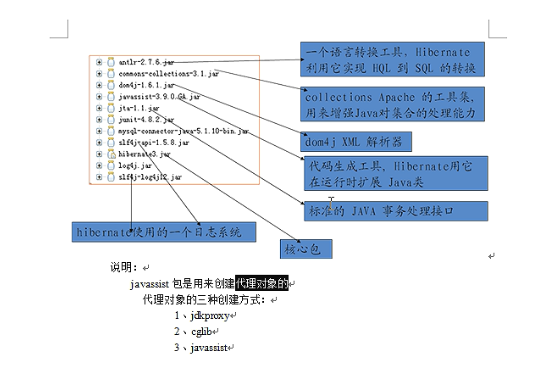 antlr-2.7.6.jar
commons-collections-3.1.jar
dom4j-1.6.1.jar
javassist-3.9.0.GA.jar
jta-1.1.jar
junit-4.8.2.jar
mysql-connector-java-5.1.10-bin.jar
slf4j-api-1.5.8.jar
hibernate3.jar
log4j.jar
slf4j-log4j12.jar
一个语言转换工具，Hibernate
利用它实现 HQL 到 SQL 的转换
collections Apache 的工具集，
用来增强Java对集合的处理能力
dom4j XML 解析器
代码生成工具，Hibernate用它
在运行时扩展 Java类
标准的 JAVA 事务处理接口
hibernate使用的一个日志系统
核心包
说明：
javassist 包是用来创建代理对象的
代理对象的三种创建方式：
1、jdkproxy
2、cglib
3、javassist